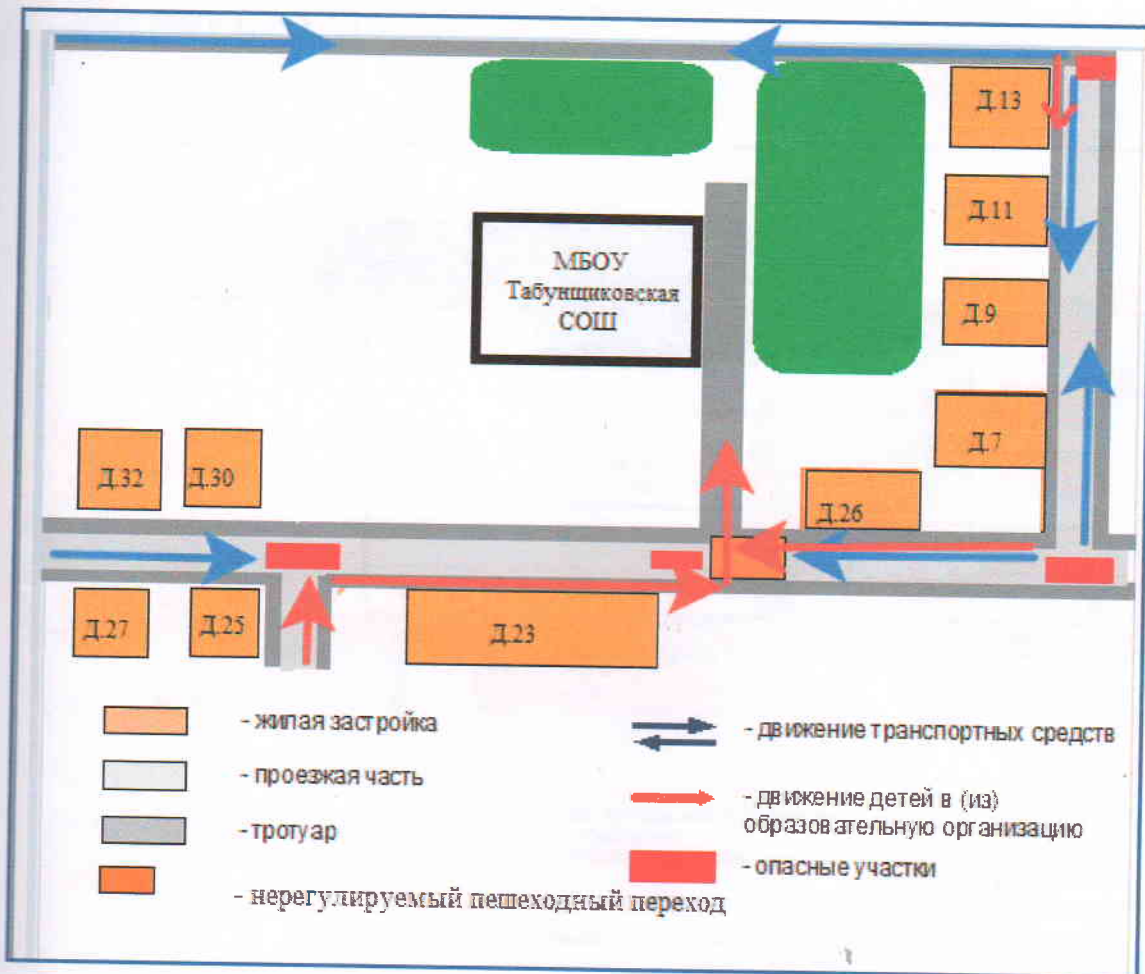 Д.13
Д.11
МБОУ
Табунщиковская
СОШ
Д.9
Д.7
Д.32
Д.30
Д.26
Д.27
Д.25
Д.23
- жилая застройка
- движение транспортных средств
- проезжая часть
- движение детей в (из)
образовательную организацию
- тротуар
- опасные участки
- нерегулируемый пешеходный переход